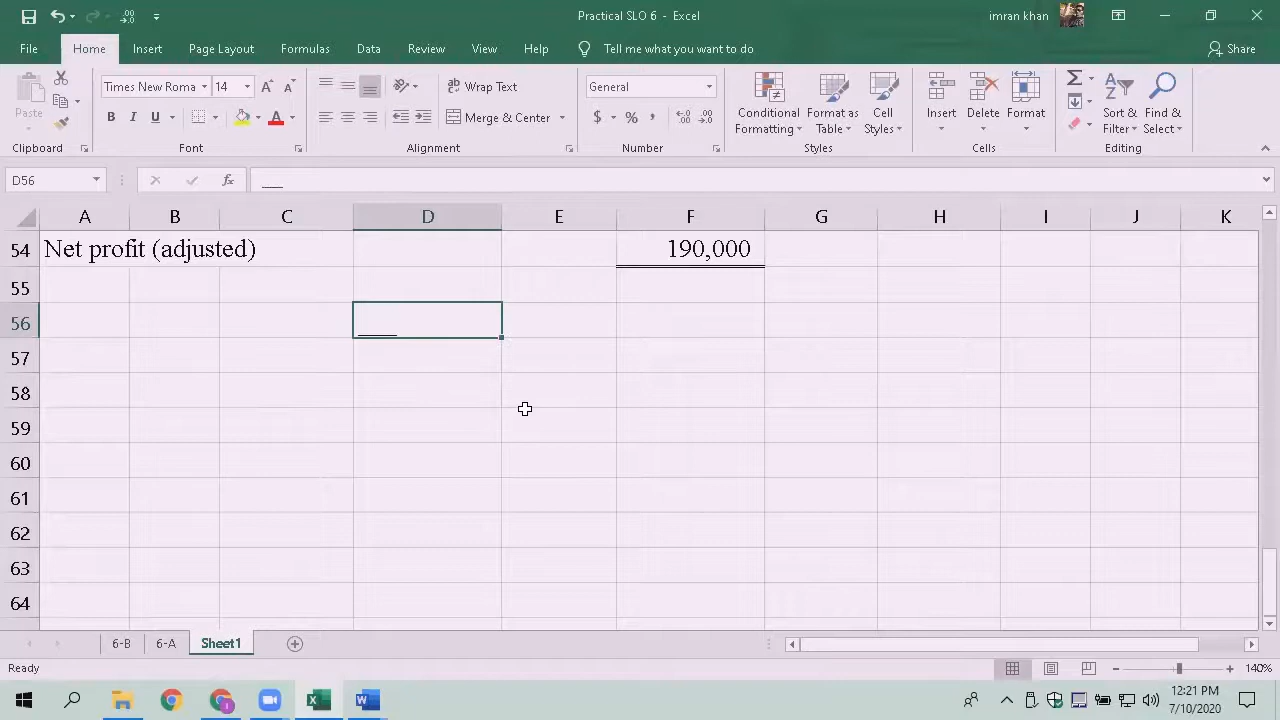 Practical SLO 6 - Excel
imran khan
File Home Insert Page Layout Formulas Data Review View Help Tell me what you want to do Share
Paste
Clipboard
Times New Roma 14
B I U
Font
Wrap Text
Merge & Center
Alignment
General
$ % ,
Number
Conditional Formatting
Format as Table
Cell Styles
Styles
Insert Delete Format
Cells
Sort & Filter
Find & Select
Editing
D56 fx ___
A B C D E F G H I J K
54 Net profit (adjusted) 190,000
55
56 ___
57
58
59
60
61
62
63
64
6-B 6-A Sheet1
Ready 140%
12:21 PM
7/10/2020